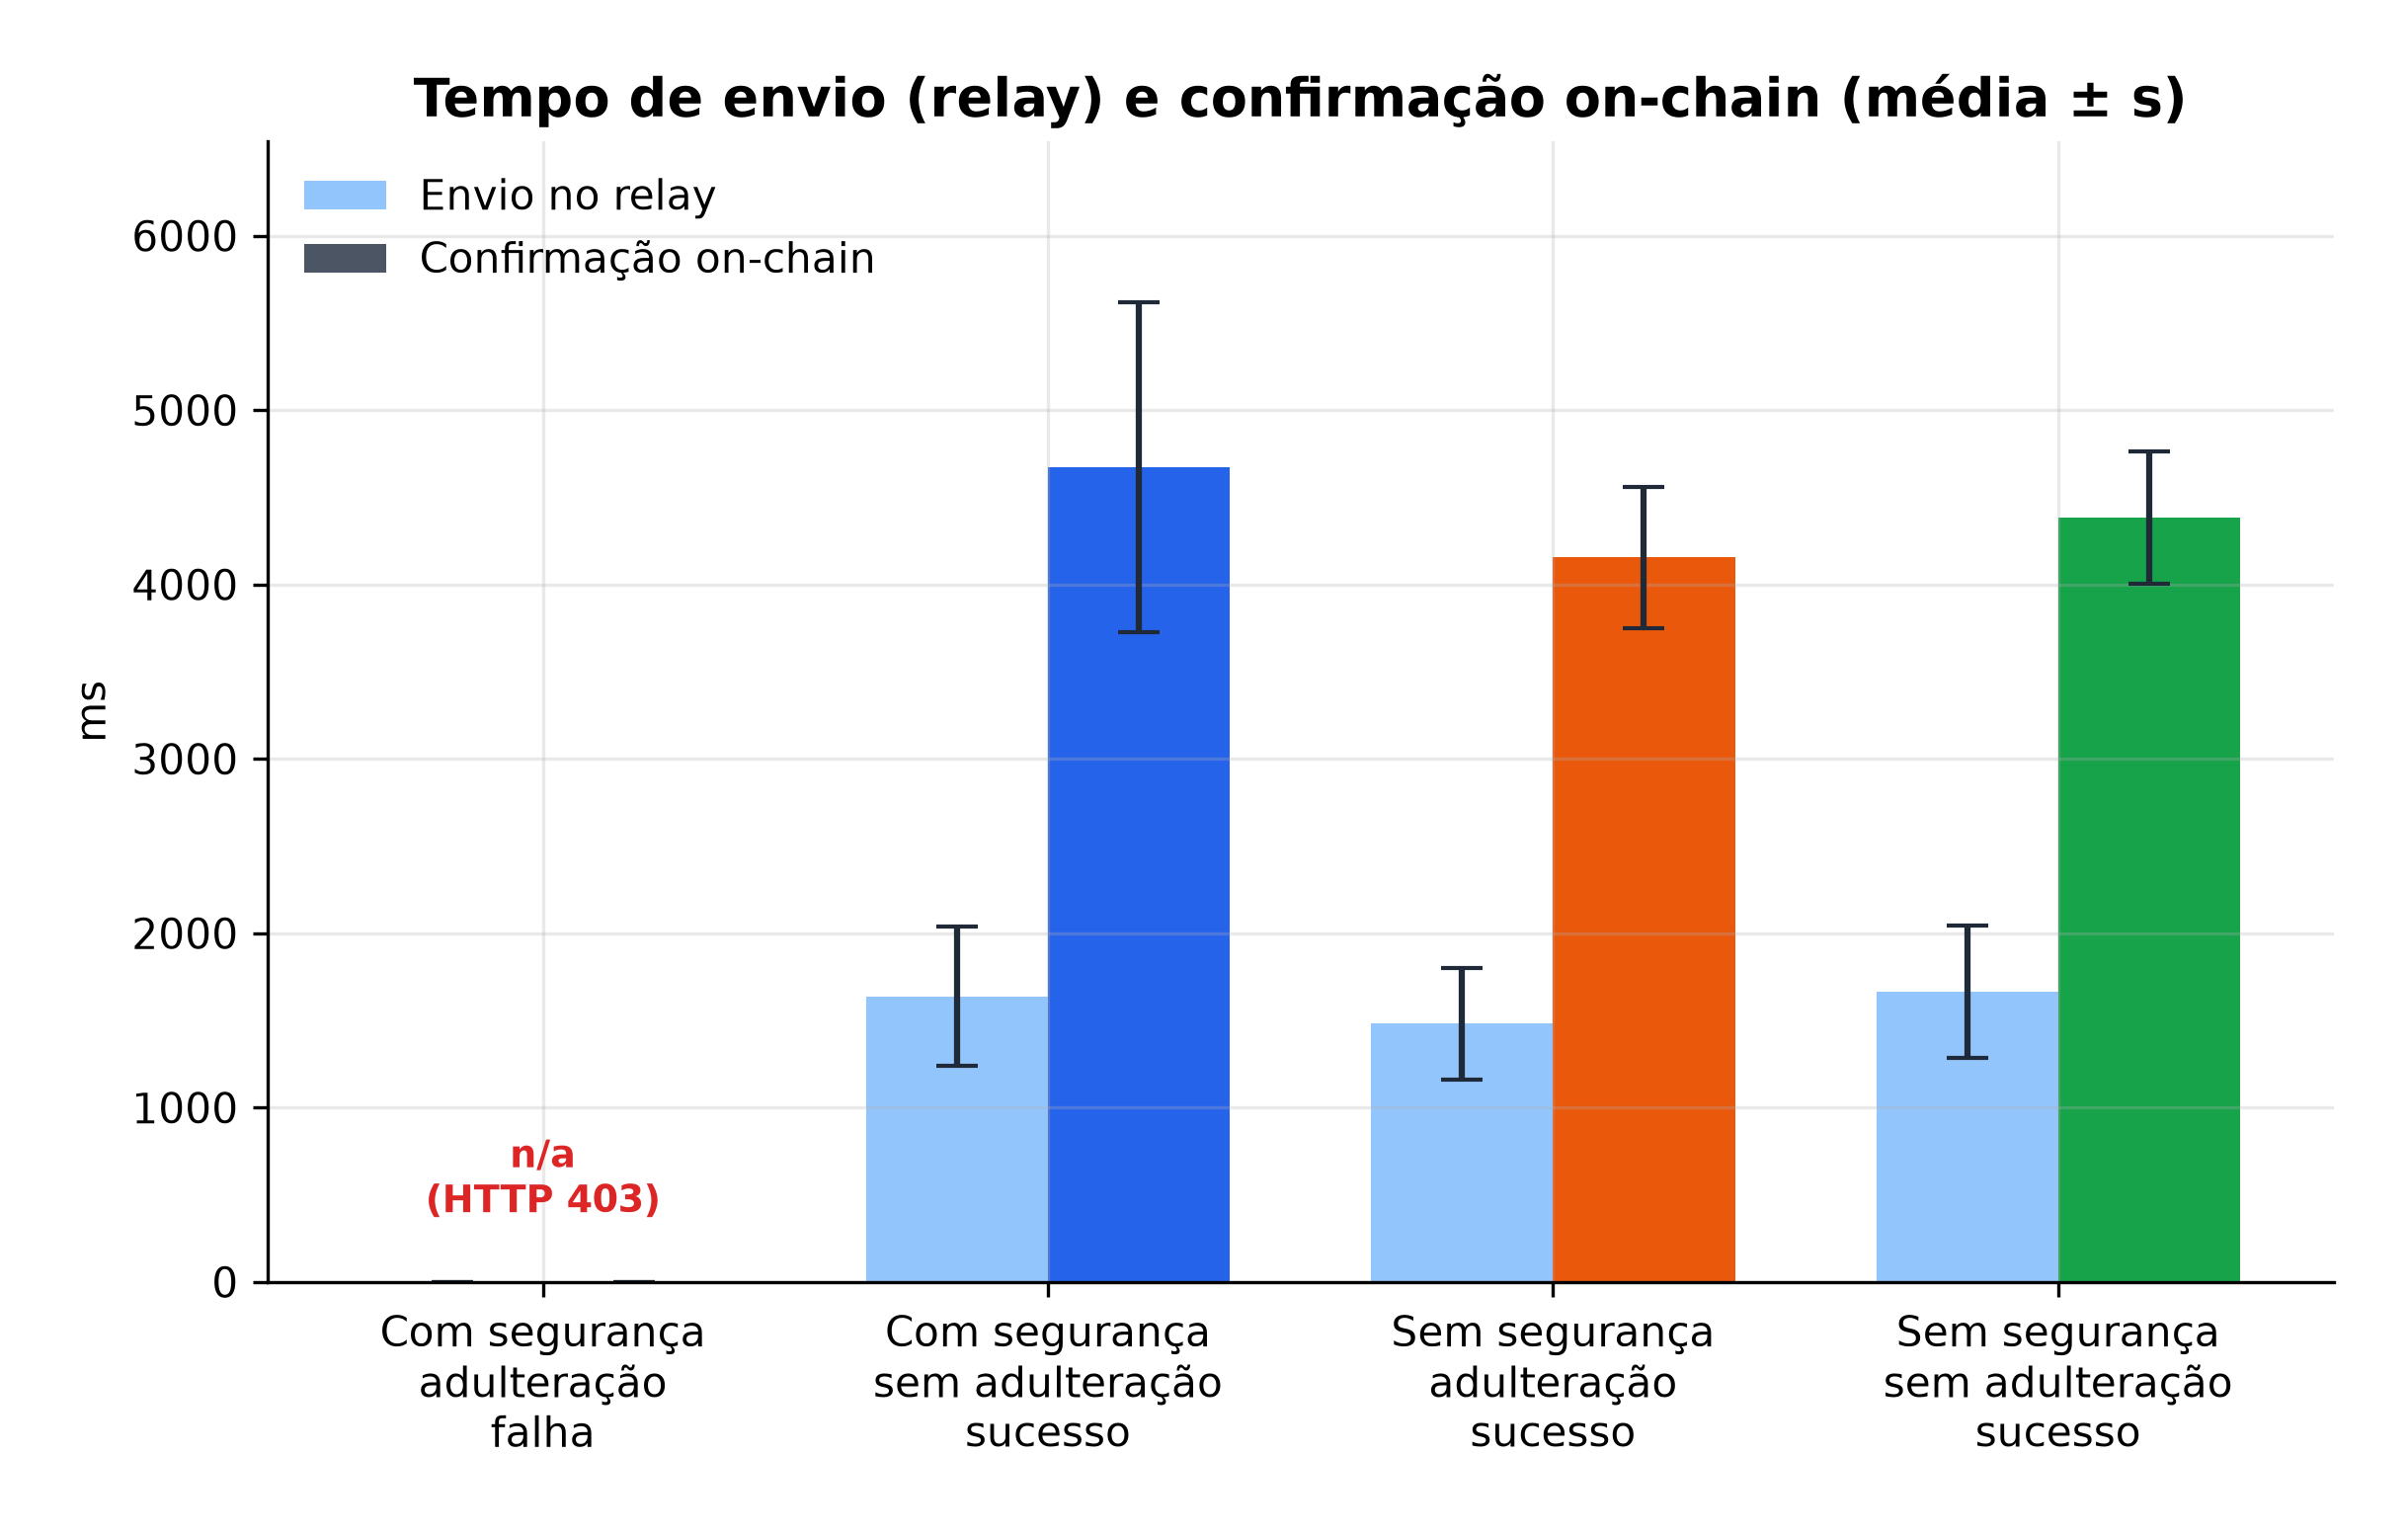 Tempo de envio (relay) e confirmação on-chain (média ± s)
Envio no relay
Confirmação on-chain
6000
5000
4000
3000
2000
1000
0
ms
n/a
(HTTP 403)
Com segurança
adulteração
falha
Com segurança
sem adulteração
sucesso
Sem segurança
adulteração
sucesso
Sem segurança
sem adulteração
sucesso